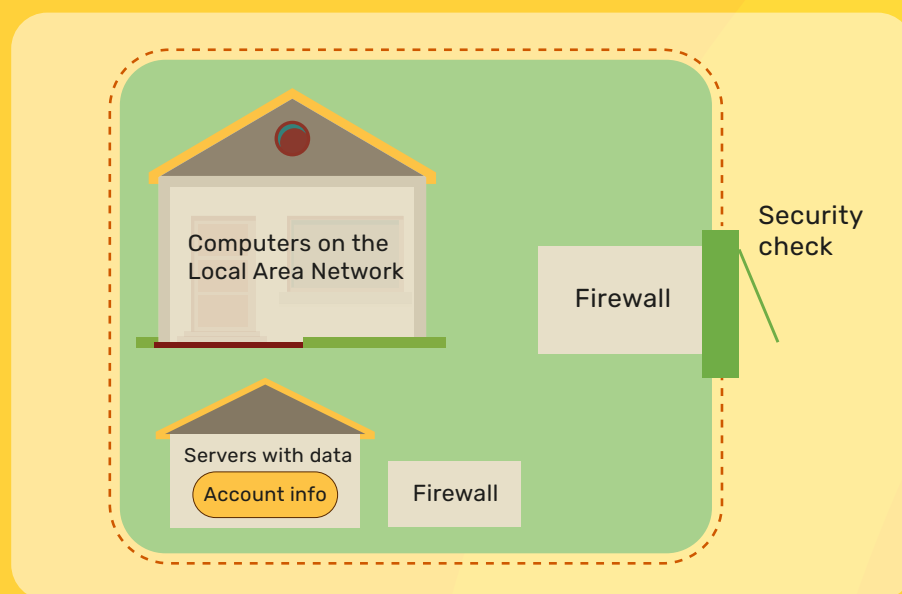 Security
check
Computers on the
Local Area Network
Firewall
Servers with data
Account info
Firewall